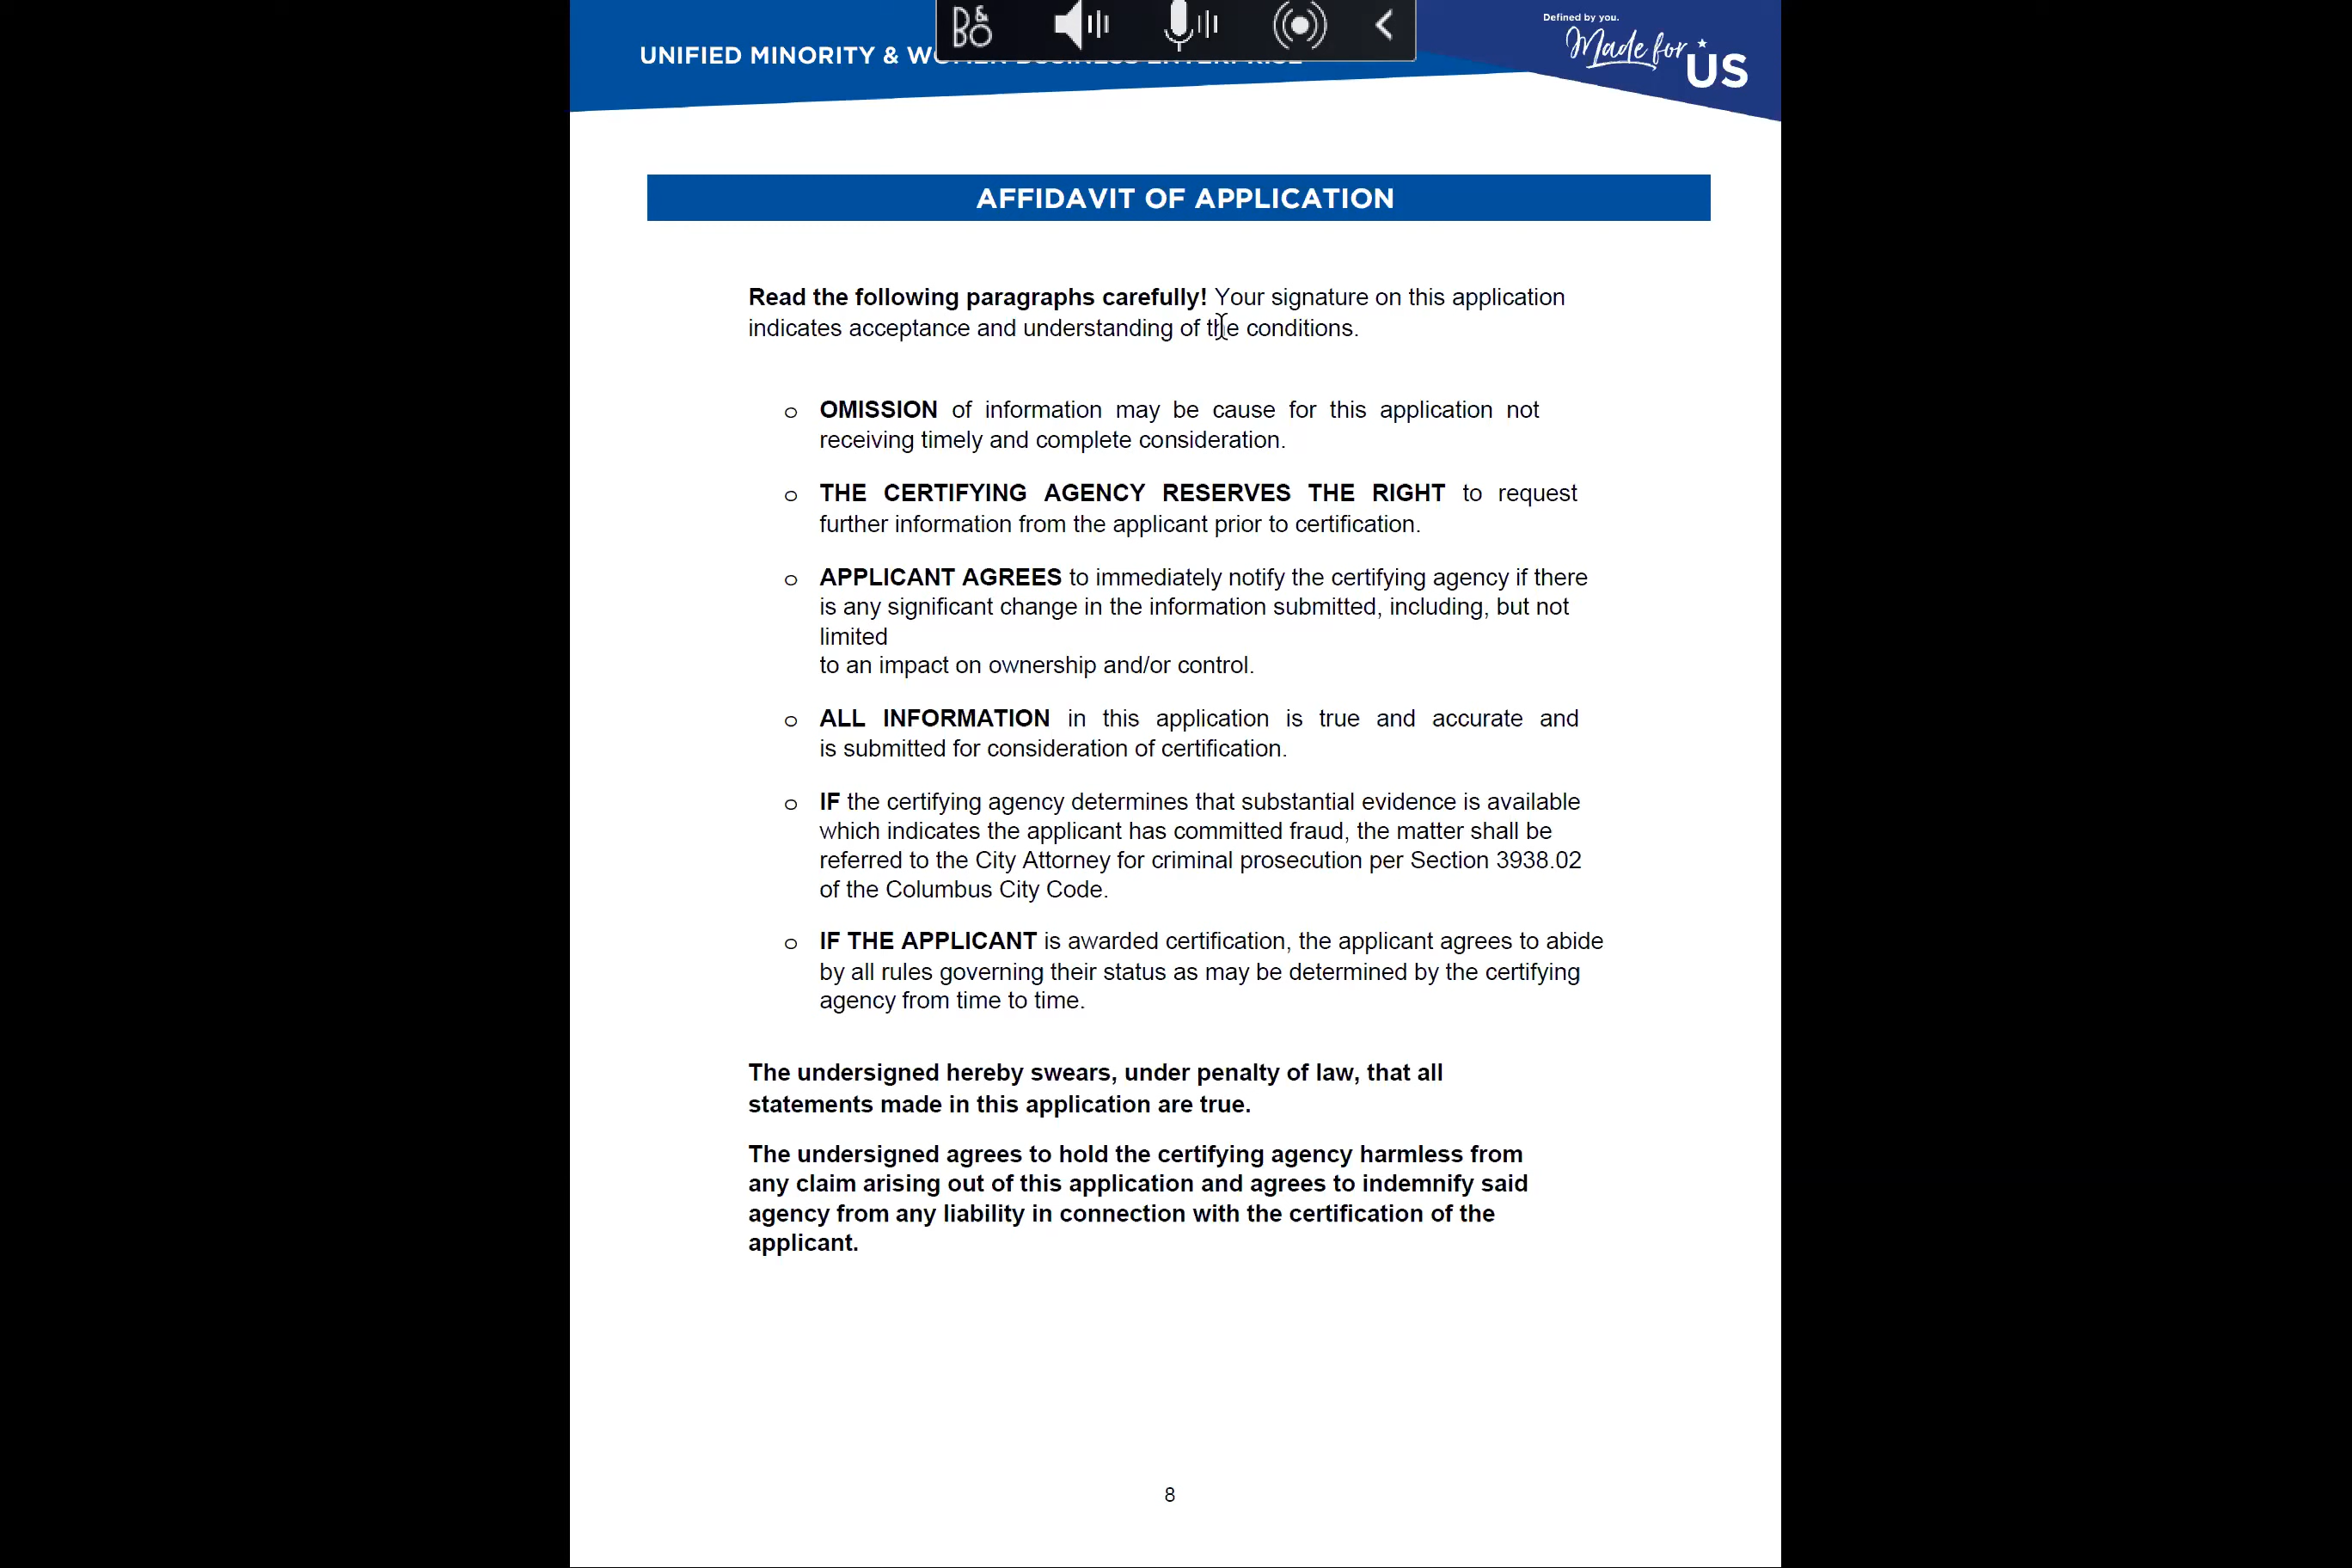 B&O
Defined by you.
UNIFIED MINORITY & WOMEN BUSINESS ENTERPRISE
Made for US
AFFIDAVIT OF APPLICATION
Read the following paragraphs carefully! Your signature on this application
indicates acceptance and understanding of the conditions.
o OMISSION of information may be cause for this application not
receiving timely and complete consideration.
o THE CERTIFYING AGENCY RESERVES THE RIGHT to request
further information from the applicant prior to certification.
o APPLICANT AGREES to immediately notify the certifying agency if there
is any significant change in the information submitted, including, but not
limited
to an impact on ownership and/or control.
o ALL INFORMATION in this application is true and accurate and
is submitted for consideration of certification.
o IF the certifying agency determines that substantial evidence is available
which indicates the applicant has committed fraud, the matter shall be
referred to the City Attorney for criminal prosecution per Section 3938.02
of the Columbus City Code.
o IF THE APPLICANT is awarded certification, the applicant agrees to abide
by all rules governing their status as may be determined by the certifying
agency from time to time.
The undersigned hereby swears, under penalty of law, that all
statements made in this application are true.
The undersigned agrees to hold the certifying agency harmless from
any claim arising out of this application and agrees to indemnify said
agency from any liability in connection with the certification of the
applicant.
8